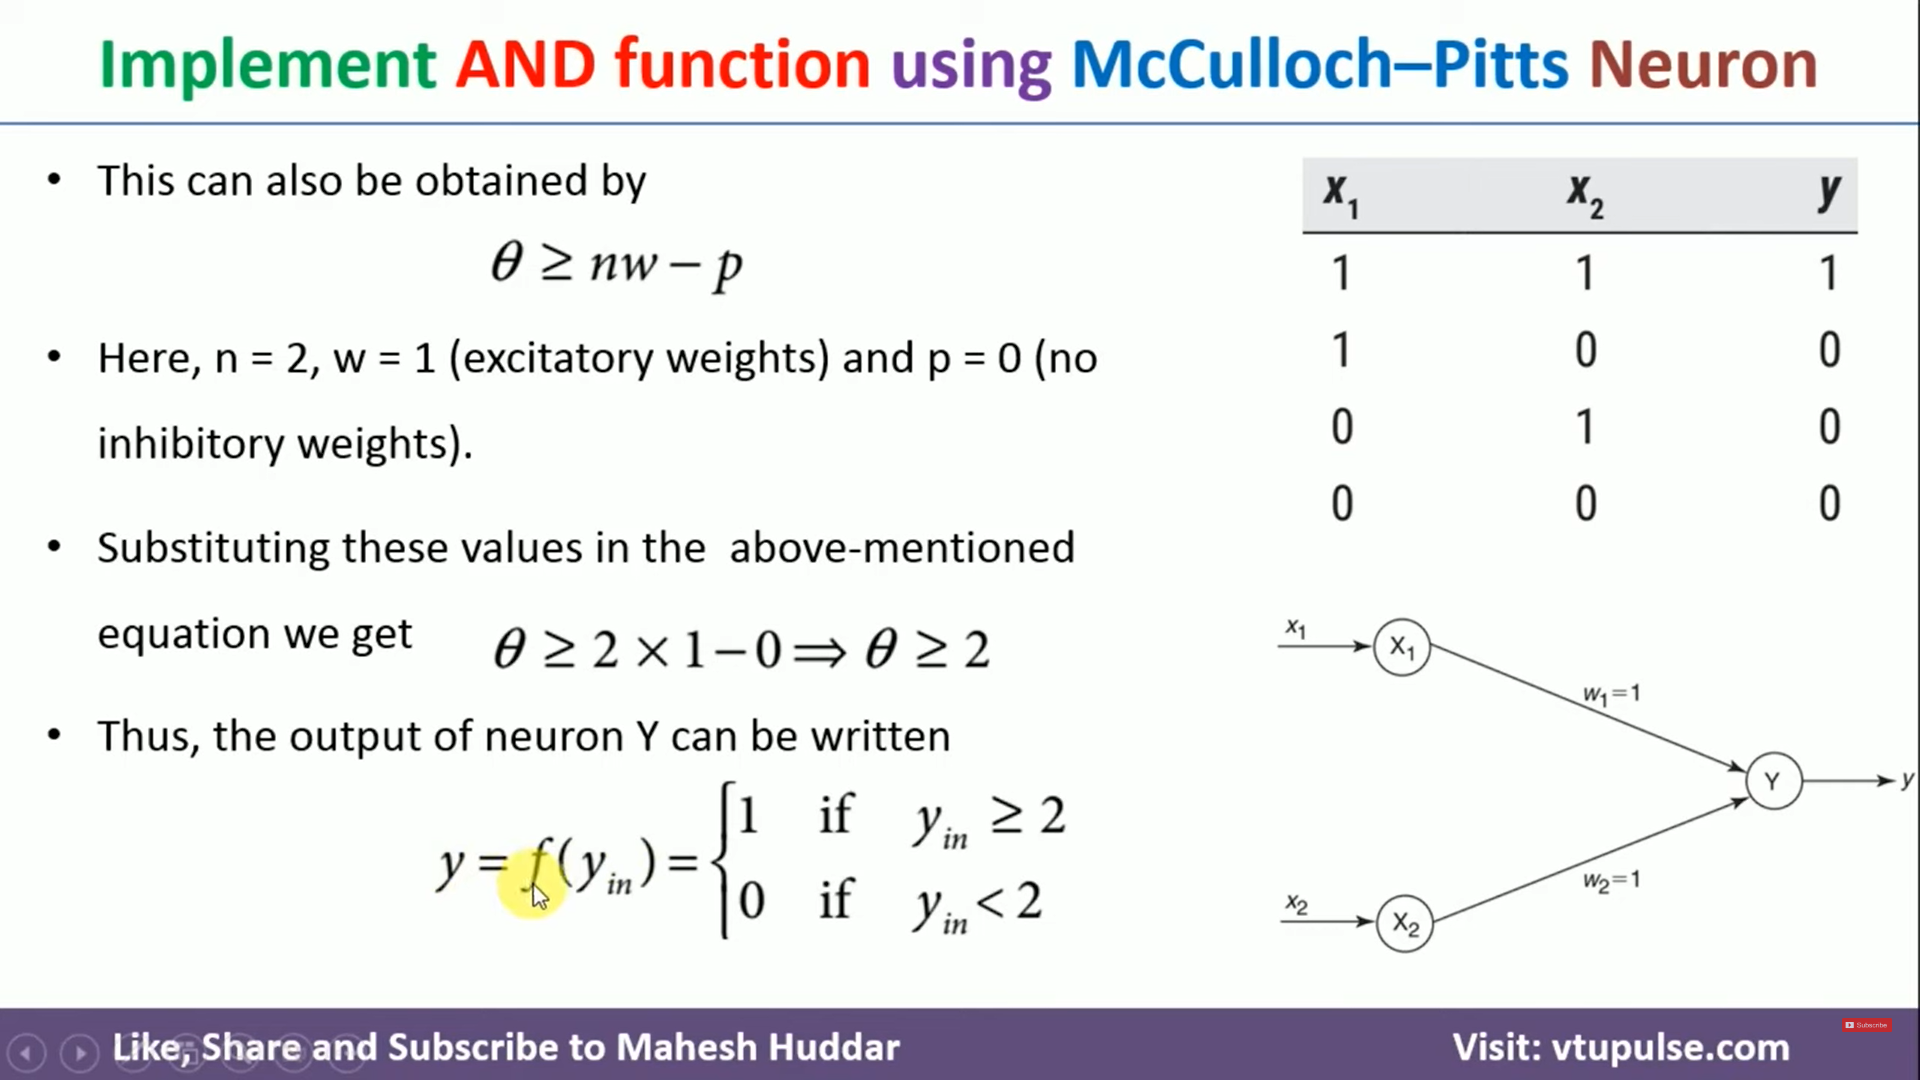 Implement AND function using McCulloch–Pitts Neuron
• This can also be obtained by
θ ≥ nw − p
• Here, n = 2, w = 1 (excitatory weights) and p = 0 (no
inhibitory weights).
• Substituting these values in the above-mentioned
equation we get θ ≥ 2 × 1 − 0 ⇒ θ ≥ 2
• Thus, the output of neuron Y can be written
y = f(y_in) = { 1 if y_in ≥ 2
0 if y_in < 2
x₁ x₂ y
1 1 1
1 0 0
0 1 0
0 0 0
x₁ X₁
w₁=1
Y y
w₂=1
x₂ X₂
Like, Share and Subscribe to Mahesh Huddar
Subscribe
Visit: vtupulse.com